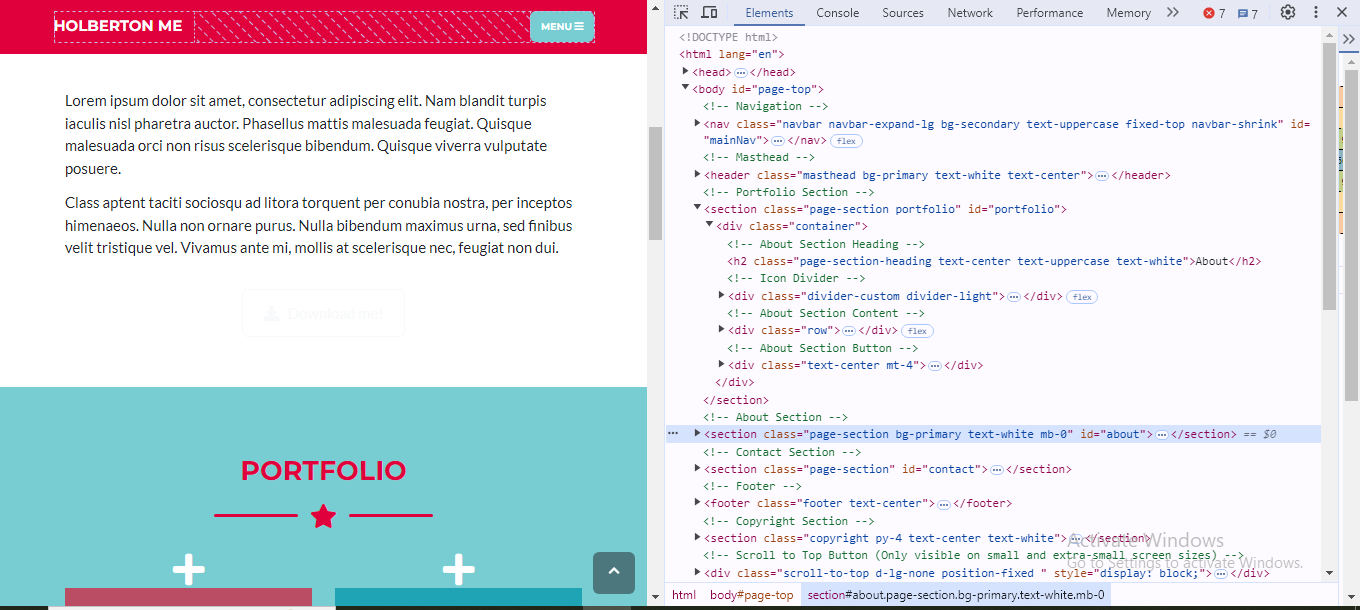 HOLBERTON ME
MENU
Lorem ipsum dolor sit amet, consectetur adipiscing elit. Nam blandit turpis
iaculis nisl pharetra auctor. Phasellus mattis malesuada feugiat. Quisque
malesuada orci non risus scelerisque bibendum. Quisque viverra vulputate
posuere.
Class aptent taciti sociosqu ad litora torquent per conubia nostra, per inceptos
himenaeos. Nulla non ornare purus. Nulla bibendum maximus urna, sed finibus
velit tristique vel. Vivamus ante mi, mollis at scelerisque nec, feugiat non dui.
Download me!
PORTFOLIO
Elements Console Sources Network Performance Memory 7 7
<!DOCTYPE html>
<html lang="en">
<head> … </head>
<body id="page-top">
<!-- Navigation -->
<nav class="navbar navbar-expand-lg bg-secondary text-uppercase fixed-top navbar-shrink" id=
"mainNav"> … </nav> flex
<!-- Masthead -->
<header class="masthead bg-primary text-white text-center"> … </header>
<!-- Portfolio Section -->
<section class="page-section portfolio" id="portfolio">
<div class="container">
<!-- About Section Heading -->
<h2 class="page-section-heading text-center text-uppercase text-white">About</h2>
<!-- Icon Divider -->
<div class="divider-custom divider-light"> … </div> flex
<!-- About Section Content -->
<div class="row"> … </div> flex
<!-- About Section Button -->
<div class="text-center mt-4"> … </div>
</div>
</section>
<!-- About Section -->
<section class="page-section bg-primary text-white mb-0" id="about"> … </section> == $0
<!-- Contact Section -->
<section class="page-section" id="contact"> … </section>
<!-- Footer -->
<footer class="footer text-center"> … </footer>
<!-- Copyright Section -->
<section class="copyright py-4 text-center text-white"> … </section>
<!-- Scroll to Top Button (Only visible on small and extra-small screen sizes) -->
<div class="scroll-to-top d-lg-none position-fixed " style="display: block;"> … </div>
Activate Windows
Go to Settings to activate Windows.
html body#page-top section#about.page-section.bg-primary.text-white.mb-0